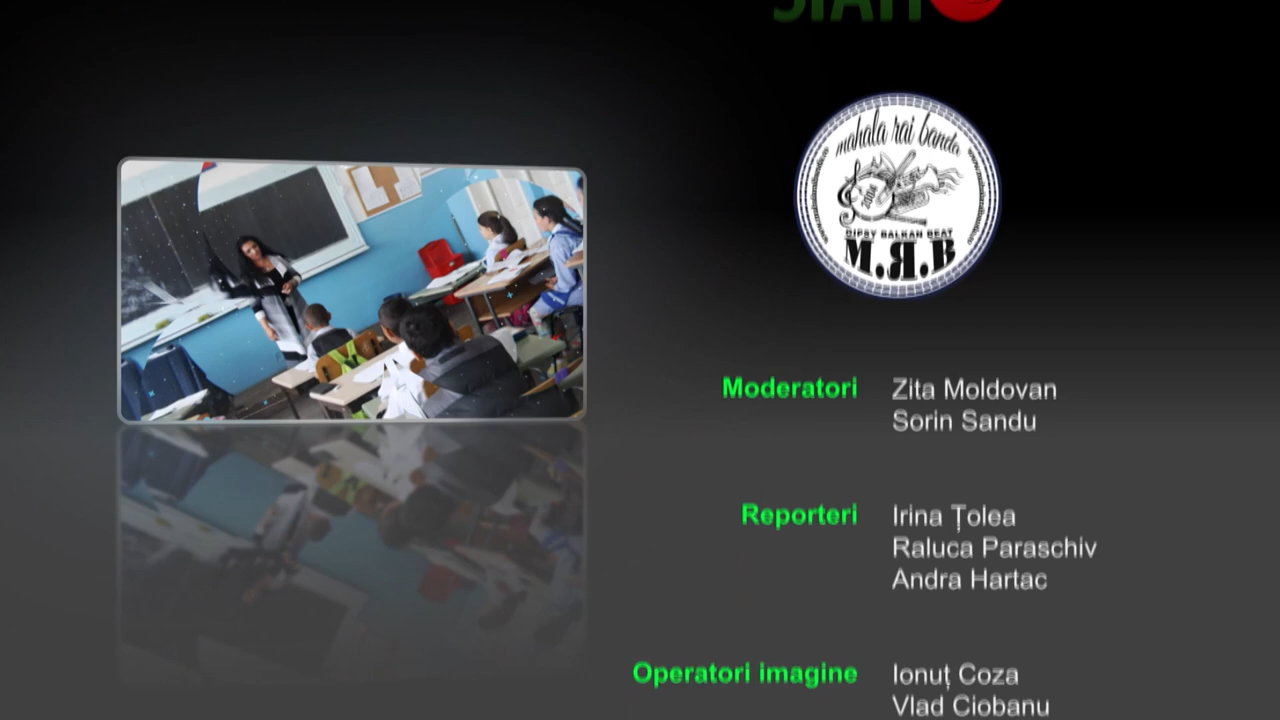 mahala rai banda
GIPSY BALKAN BEAT
M.Я.B
Moderatori Zita Moldovan
Sorin Sandu
Reporteri Irina Țolea
Raluca Paraschiv
Andra Hartac
Operatori imagine Ionuț Coza
Vlad Ciobanu